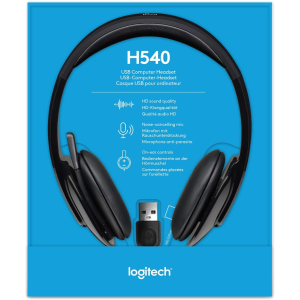 H540
USB Computer Headset
USB-Computer-Headset
Casque USB pour ordinateur
HD sound quality
HD-Klangqualität
Qualité audio HD
Noise-cancelling mic
Mikrofon mit
Rauschunterdrückung
Microphone anti-parasite
On-ear controls
Bedienelemente an der
Hörmuschel
Commandes placées
sur l'oreillette
logitech